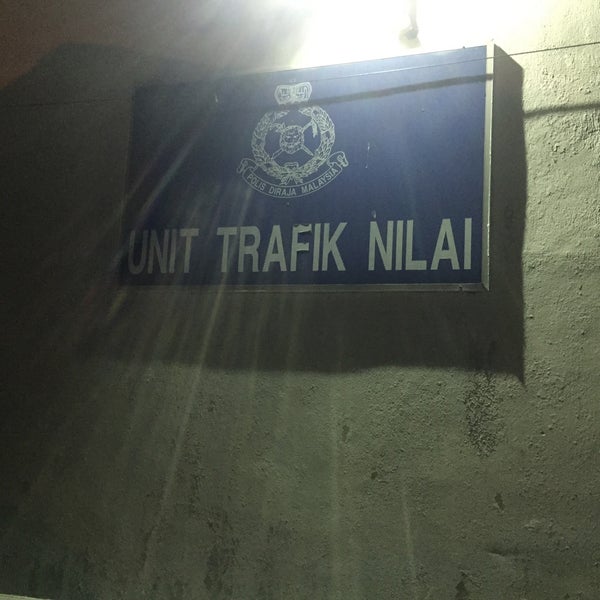 POLIS DIRAJA MALAYSIA
UNIT TRAFIK NILAI